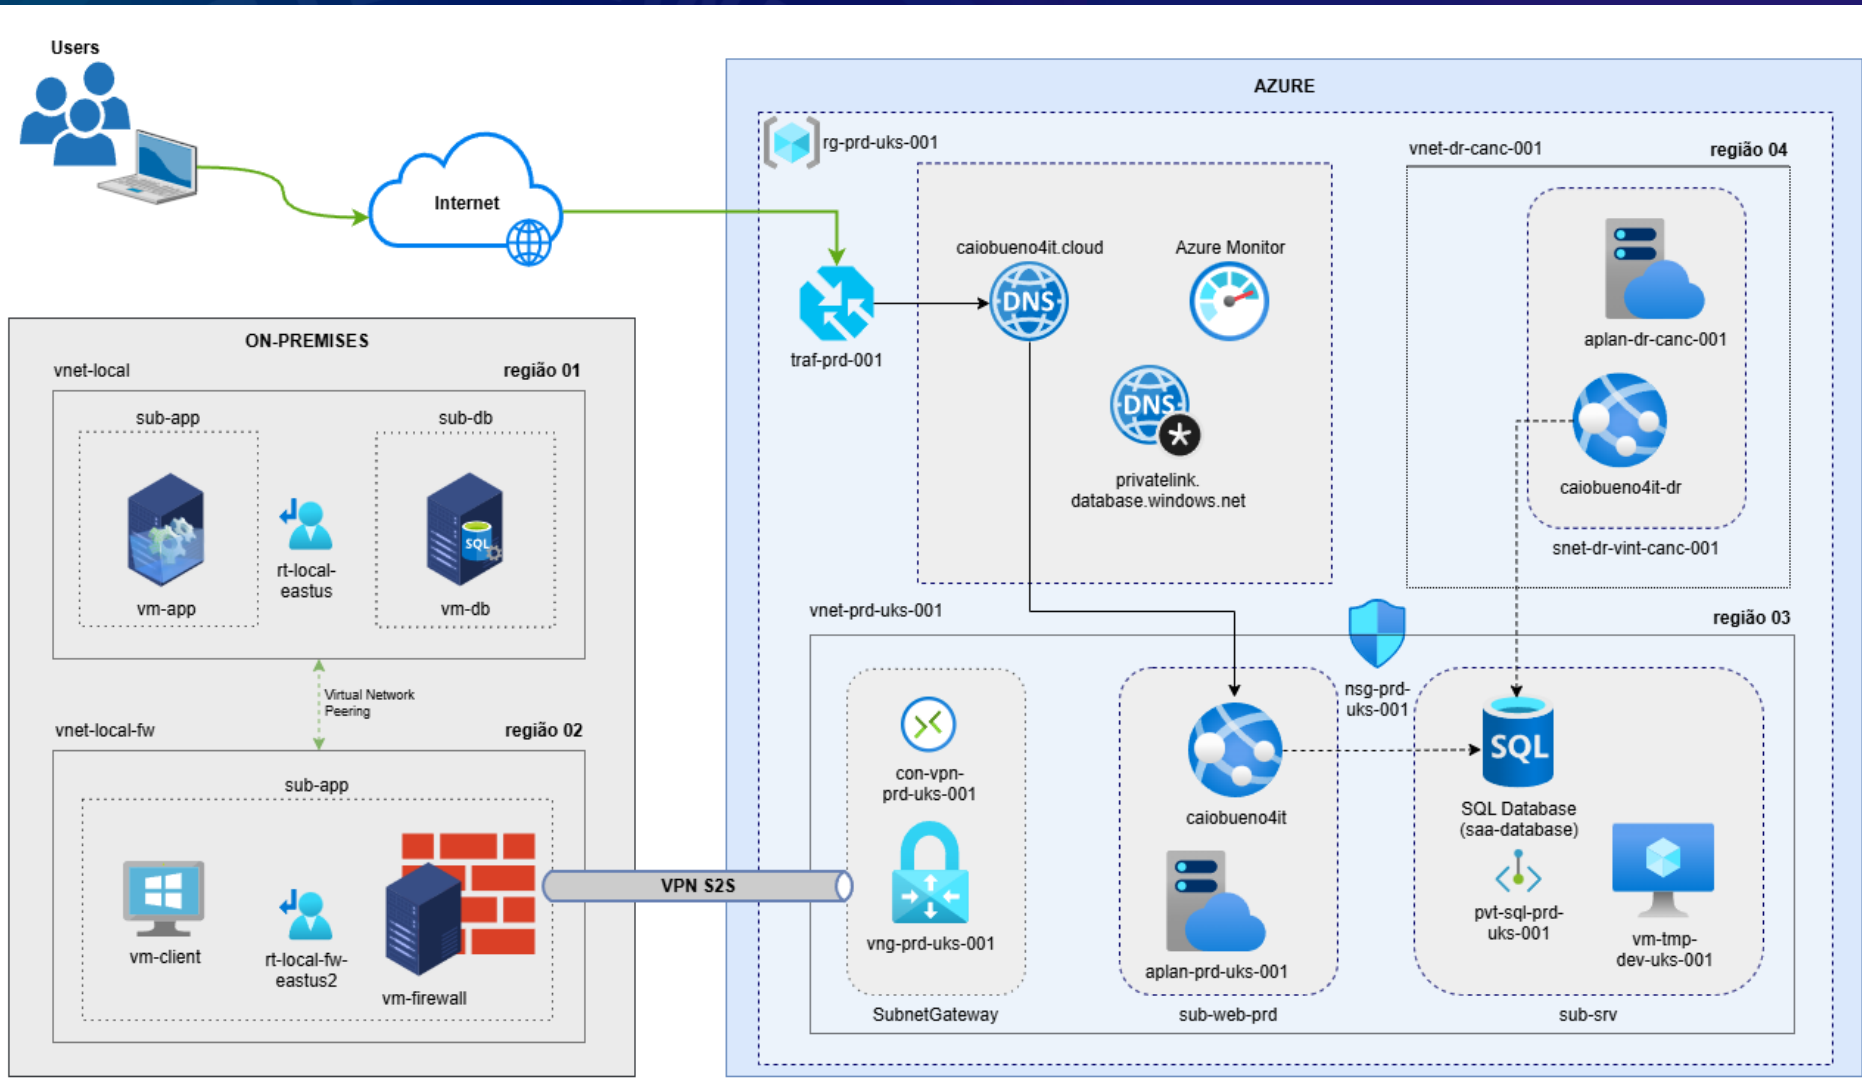 Users
Internet
ON-PREMISES
vnet-local
região 01
sub-app
sub-db
vm-app
rt-local-
eastus
SQL
vm-db
Virtual Network
Peering
vnet-local-fw
região 02
sub-app
vm-client
rt-local-fw-
eastus2
vm-firewall
VPN S2S
AZURE
rg-prd-uks-001
traf-prd-001
caiobueno4it.cloud
DNS
Azure Monitor
DNS
privatelink.
database.windows.net
vnet-dr-canc-001
região 04
aplan-dr-canc-001
caiobueno4it-dr
snet-dr-vint-canc-001
vnet-prd-uks-001
região 03
nsg-prd-
uks-001
con-vpn-
prd-uks-001
vng-prd-uks-001
SubnetGateway
caiobueno4it
aplan-prd-uks-001
sub-web-prd
SQL
SQL Database
(saa-database)
pvt-sql-prd-
uks-001
vm-tmp-
dev-uks-001
sub-srv